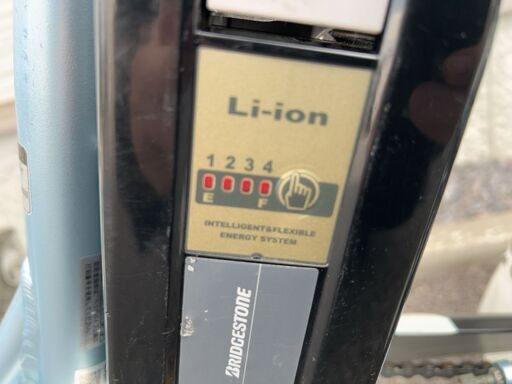 Li-ion
1 2 3 4
E F
INTELLIGENT&FLEXIBLE
ENERGY SYSTEM
BRIDGESTONE